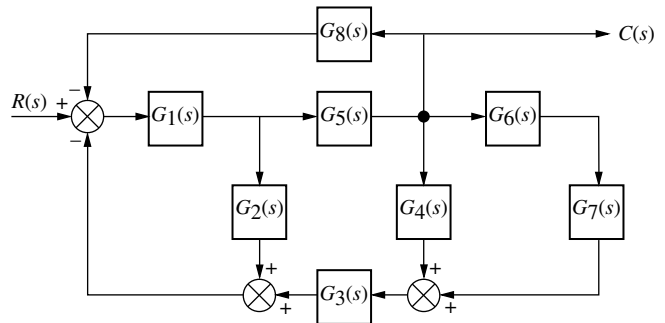 G8(s)
C(s)
−
R(s)
+
G1(s)
G5(s)
G6(s)
−
G2(s)
G4(s)
G7(s)
+
+
G3(s)
+
+